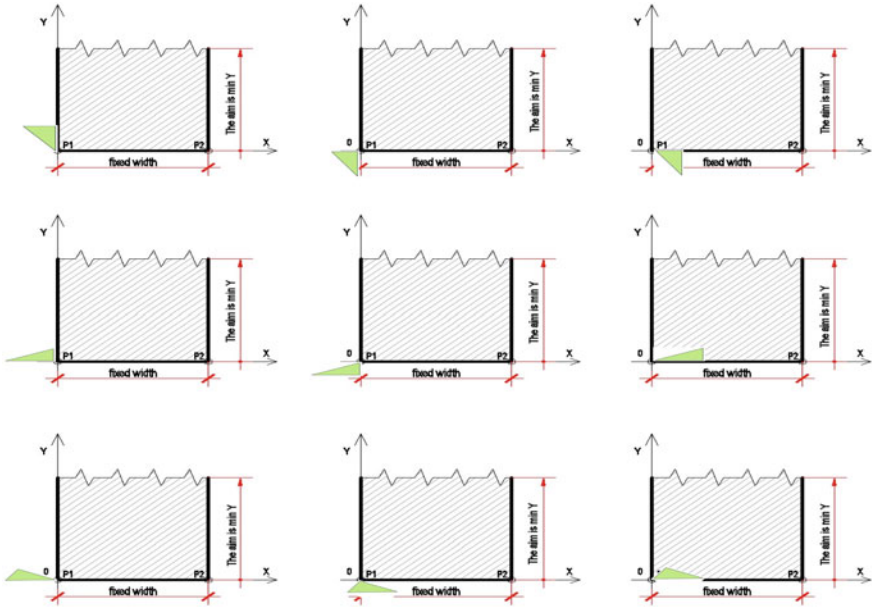 Y Y Y
The aim is min Y The aim is min Y The aim is min Y
P1 P2 X 0 P1 P2 X 0 P1 P2 X
fixed width fixed width fixed width
Y Y Y
The aim is min Y The aim is min Y The aim is min Y
P1 P2 X 0 P1 P2 X 0 P2 X
fixed width fixed width fixed width
Y Y Y
The aim is min Y The aim is min Y The aim is min Y
0 P1 P2 X 0 P1 P2 X 0 P2 X
fixed width fixed width fixed width